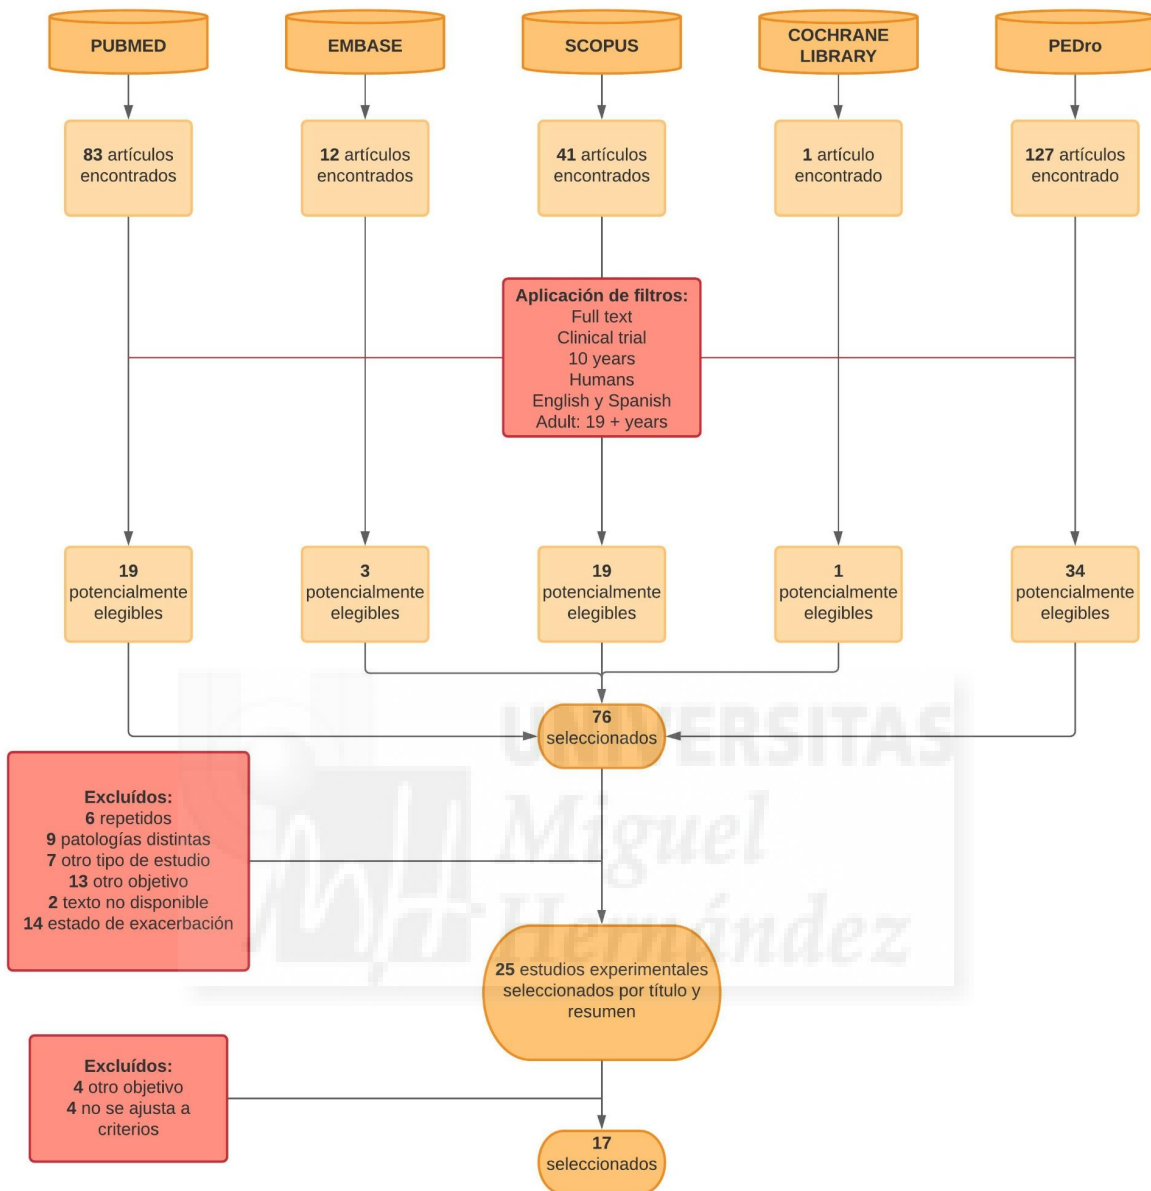 PUBMED
EMBASE
SCOPUS
COCHRANE
LIBRARY
PEDro
83 artículos
encontrados
12 artículos
encontrados
41 artículos
encontrados
1 artículo
encontrado
127 artículos
encontrado
Aplicación de filtros:
Full text
Clinical trial
10 years
Humans
English y Spanish
Adult: 19 + years
19
potencialmente
elegibles
3
potencialmente
elegibles
19
potencialmente
elegibles
1
potencialmente
elegibles
34
potencialmente
elegibles
76
seleccionados
UNIVERSITAS
Miguel
Hernández
Excluídos:
6 repetidos
9 patologías distintas
7 otro tipo de estudio
13 otro objetivo
2 texto no disponible
14 estado de exacerbación
25 estudios experimentales
seleccionados por título y
resumen
Excluídos:
4 otro objetivo
4 no se ajusta a
criterios
17
seleccionados